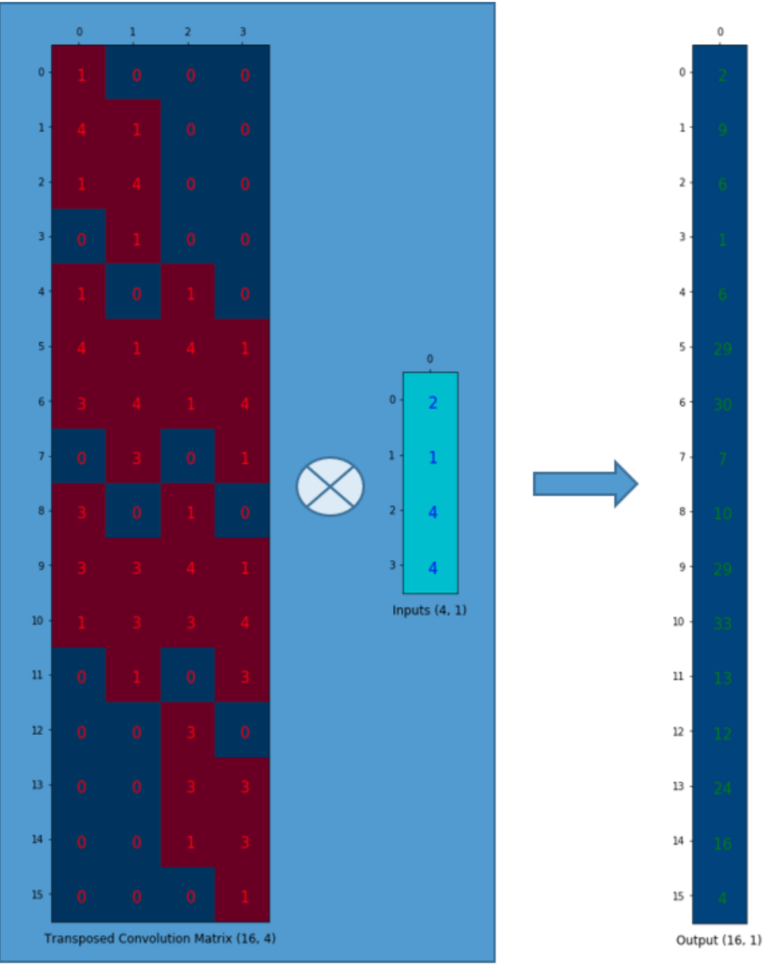 0 1 2 3
0 1 0 0 0
1 4 1 0 0
2 1 4 0 0
3 0 1 0 0
4 1 0 1 0
5 4 1 4 1
6 3 4 1 4
7 0 3 0 1
8 3 0 1 0
9 3 3 4 1
10 1 3 3 4
11 0 1 0 3
12 0 0 3 0
13 0 0 3 3
14 0 0 1 3
15 0 0 0 1
Transposed Convolution Matrix (16, 4)
0
0 2
1 1
2 4
3 4
Inputs (4, 1)
0
0 2
1 9
2 6
3 1
4 6
5 29
6 30
7 7
8 10
9 29
10 33
11 13
12 12
13 24
14 16
15 4
Output (16, 1)